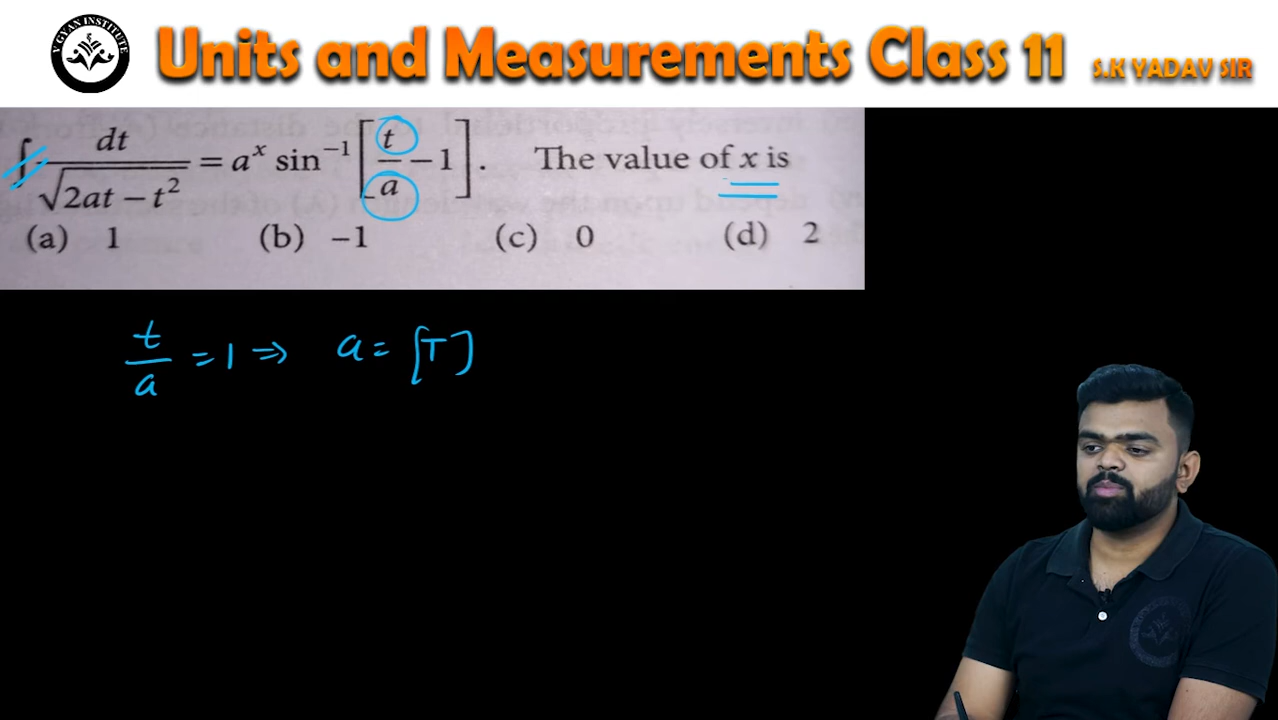 V GYAN INSTITUTE
Units and Measurements Class 11 S.K YADAV SIR
∫ dt / √(2at − t²) = aˣ sin⁻¹ [t/a − 1]. The value of x is
(a) 1 (b) −1 (c) 0 (d) 2
t/a = 1 ⇒ a = [T]